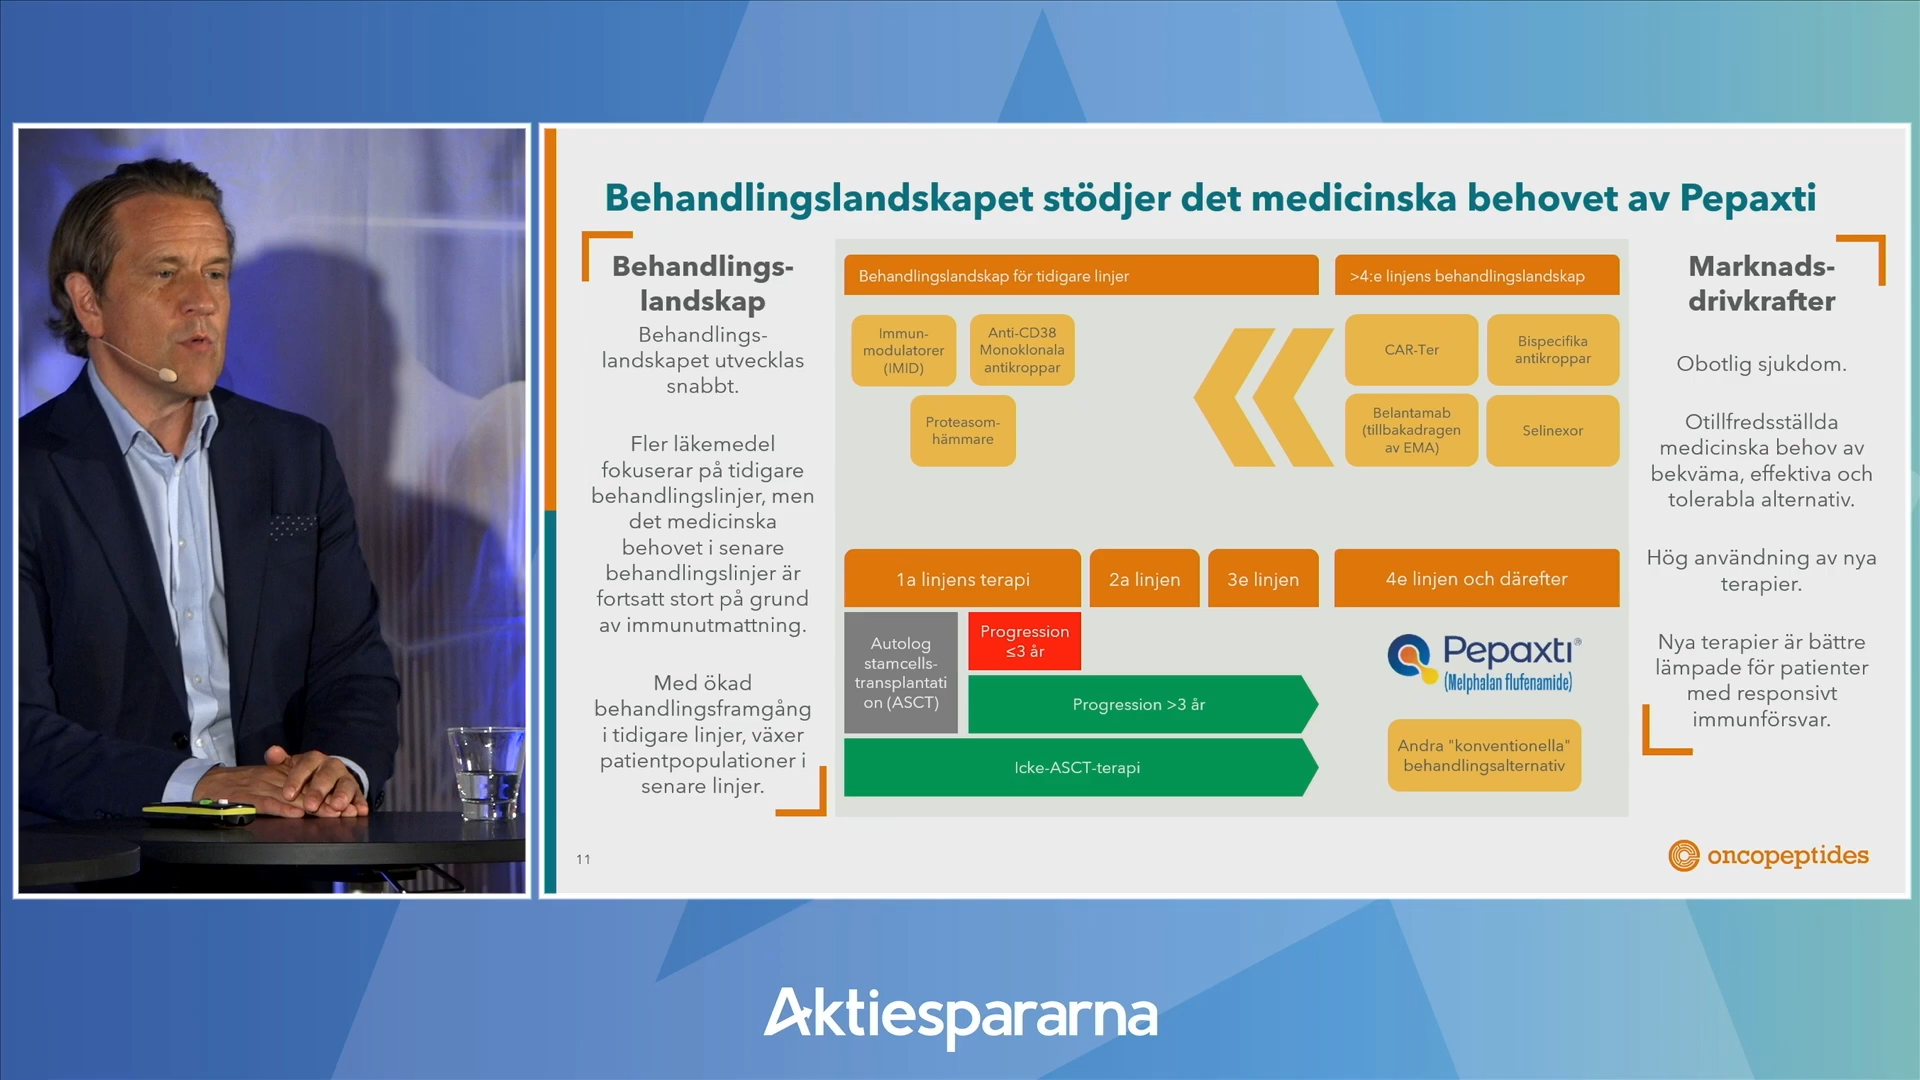 Behandlingslandskapet stödjer det medicinska behovet av Pepaxti
Behandlings-
landskap
Behandlings-
landskapet utvecklas
snabbt.
Fler läkemedel
fokuserar på tidigare
behandlingslinjer, men
det medicinska
behovet i senare
behandlingslinjer är
fortsatt stort på grund
av immunutmattning.
Med ökad
behandlingsframgång
i tidigare linjer, växer
patientpopulationer i
senare linjer.
Behandlingslandskap för tidigare linjer
>4:e linjens behandlingslandskap
Immun-
modulatorer
(IMID)
Anti-CD38
Monoklonala
antikroppar
Proteasom-
hämmare
CAR-Ter
Bispecifika
antikroppar
Belantamab
(tillbakadragen
av EMA)
Selinexor
1a linjens terapi
2a linjen
3e linjen
4e linjen och därefter
Autolog
stamcells-
transplantati
on (ASCT)
Progression
≤3 år
Progression >3 år
Icke-ASCT-terapi
Pepaxti®
(Melphalan flufenamide)
Andra "konventionella"
behandlingsalternativ
Marknads-
drivkrafter
Obotlig sjukdom.
Otillfredsställda
medicinska behov av
bekväma, effektiva och
tolerabla alternativ.
Hög användning av nya
terapier.
Nya terapier är bättre
lämpade för patienter
med responsivt
immunförsvar.
11
oncopeptides
Aktiespararna